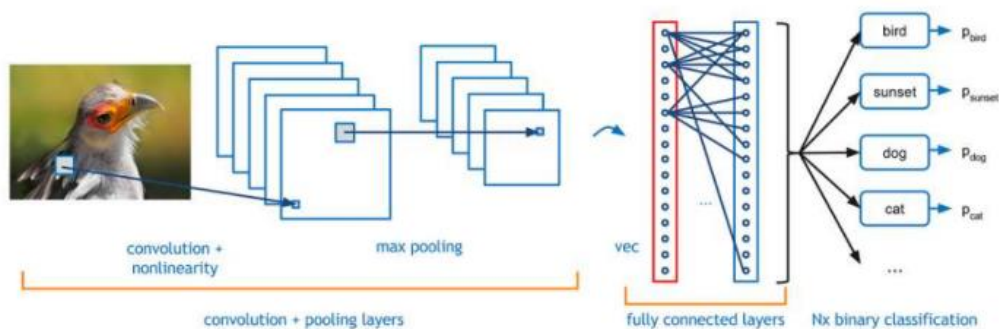 bird
p_bird
sunset
p_sunset
dog
p_dog
cat
p_cat
...
...
convolution +
nonlinearity
max pooling
vec
convolution + pooling layers
fully connected layers
Nx binary classification